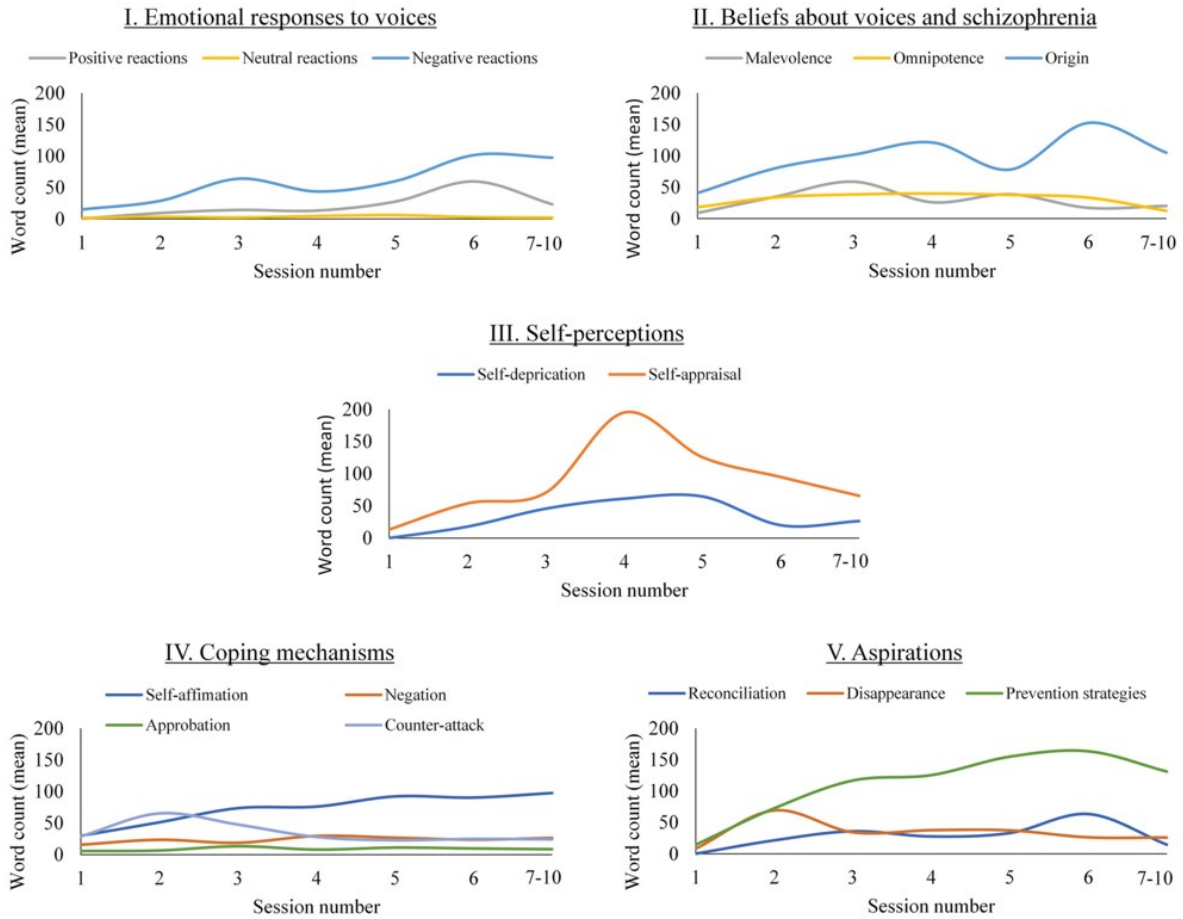 I. Emotional responses to voices
Positive reactions Neutral reactions Negative reactions
200
150
100
50
0
Word count (mean)
1 2 3 4 5 6 7-10
Session number
II. Beliefs about voices and schizophrenia
Malevolence Omnipotence Origin
200
150
100
50
0
Word count (mean)
1 2 3 4 5 6 7-10
Session number
III. Self-perceptions
Self-deprication Self-appraisal
200
150
100
50
0
Word count (mean)
1 2 3 4 5 6 7-10
Session number
IV. Coping mechanisms
Self-affimation Negation
Approbation Counter-attack
200
150
100
50
0
Word count (mean)
1 2 3 4 5 6 7-10
Session number
V. Aspirations
Reconciliation Disappearance Prevention strategies
200
150
100
50
0
Word count (mean)
1 2 3 4 5 6 7-10
Session number